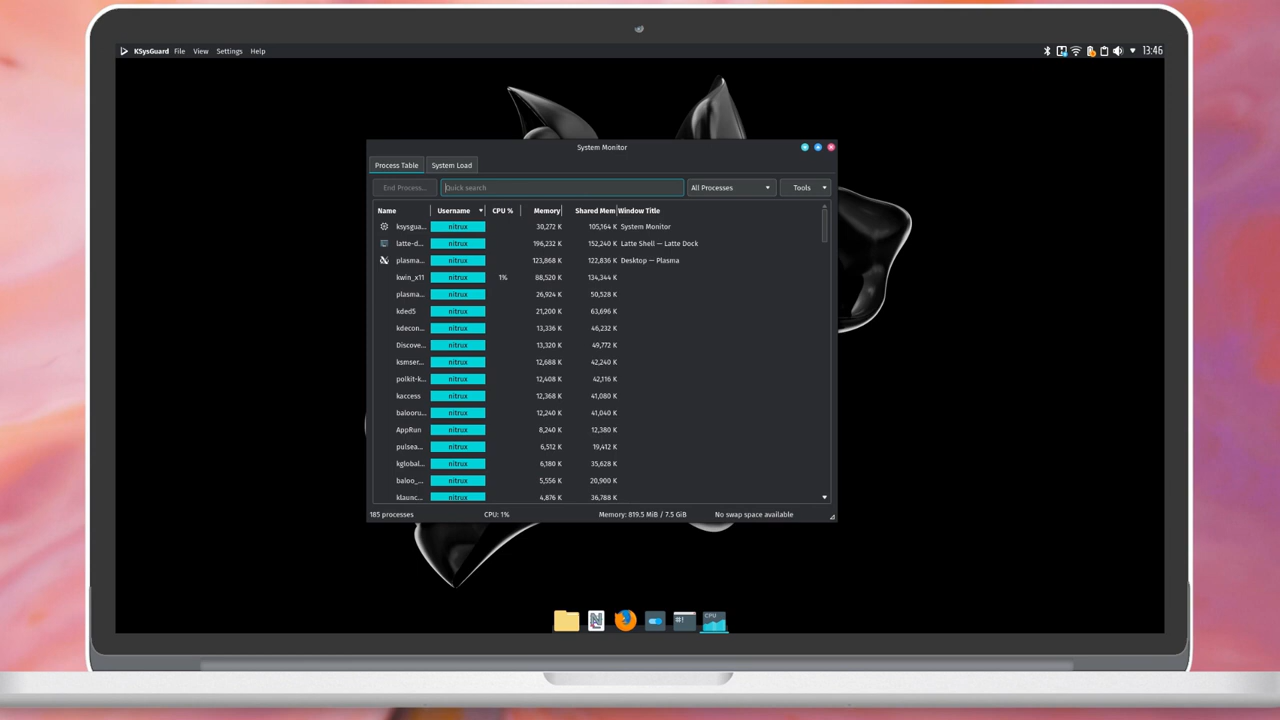 KSysGuard File View Settings Help 13:46
System Monitor
Process Table System Load
End Process... Quick search All Processes Tools
Name Username CPU % Memory Shared Mem Window Title
ksysgua... nitrux 30,272 K 105,164 K System Monitor
latte-d... nitrux 196,232 K 152,240 K Latte Shell — Latte Dock
plasma... nitrux 123,868 K 122,836 K Desktop — Plasma
kwin_x11 nitrux 1% 88,520 K 134,344 K
plasma... nitrux 26,924 K 50,528 K
kded5 nitrux 21,200 K 63,696 K
kdecon... nitrux 13,336 K 46,232 K
Discove... nitrux 13,320 K 49,772 K
ksmser... nitrux 12,688 K 42,240 K
polkit-k... nitrux 12,408 K 42,116 K
kaccess nitrux 12,368 K 41,080 K
balooru... nitrux 12,240 K 41,040 K
AppRun nitrux 8,240 K 12,380 K
pulsea... nitrux 6,512 K 19,412 K
kglobal... nitrux 6,180 K 35,628 K
baloo_... nitrux 5,556 K 20,900 K
klaunc... nitrux 4,876 K 36,788 K
185 processes CPU: 1% Memory: 819.5 MiB / 7.5 GiB No swap space available
#! CPU